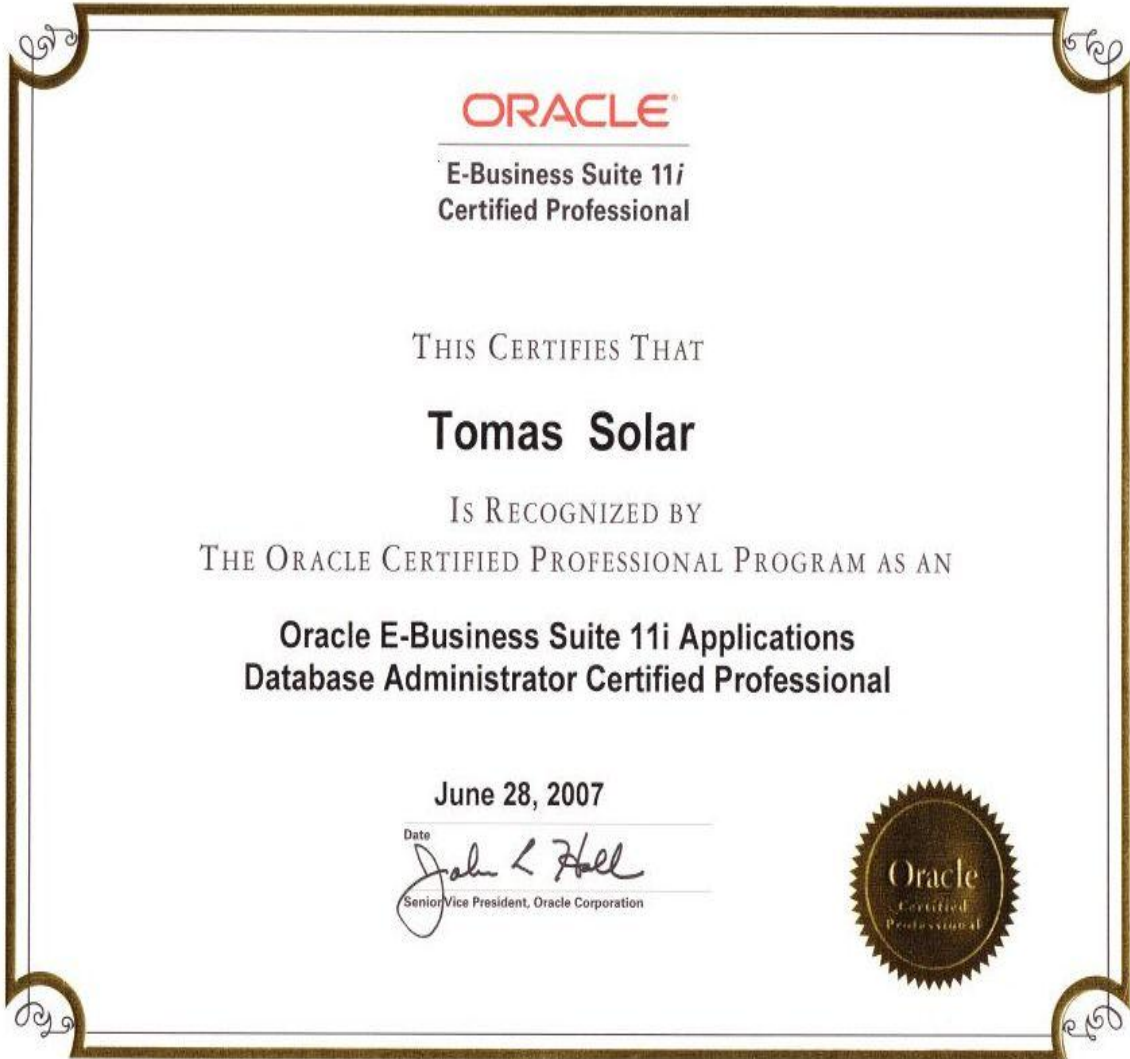 ORACLE®
E-Business Suite 11i
Certified Professional
THIS CERTIFIES THAT
Tomas Solar
IS RECOGNIZED BY
THE ORACLE CERTIFIED PROFESSIONAL PROGRAM AS AN
Oracle E-Business Suite 11i Applications
Database Administrator Certified Professional
June 28, 2007
Date
John L Hall
Senior Vice President, Oracle Corporation
Oracle
Certified
Professional